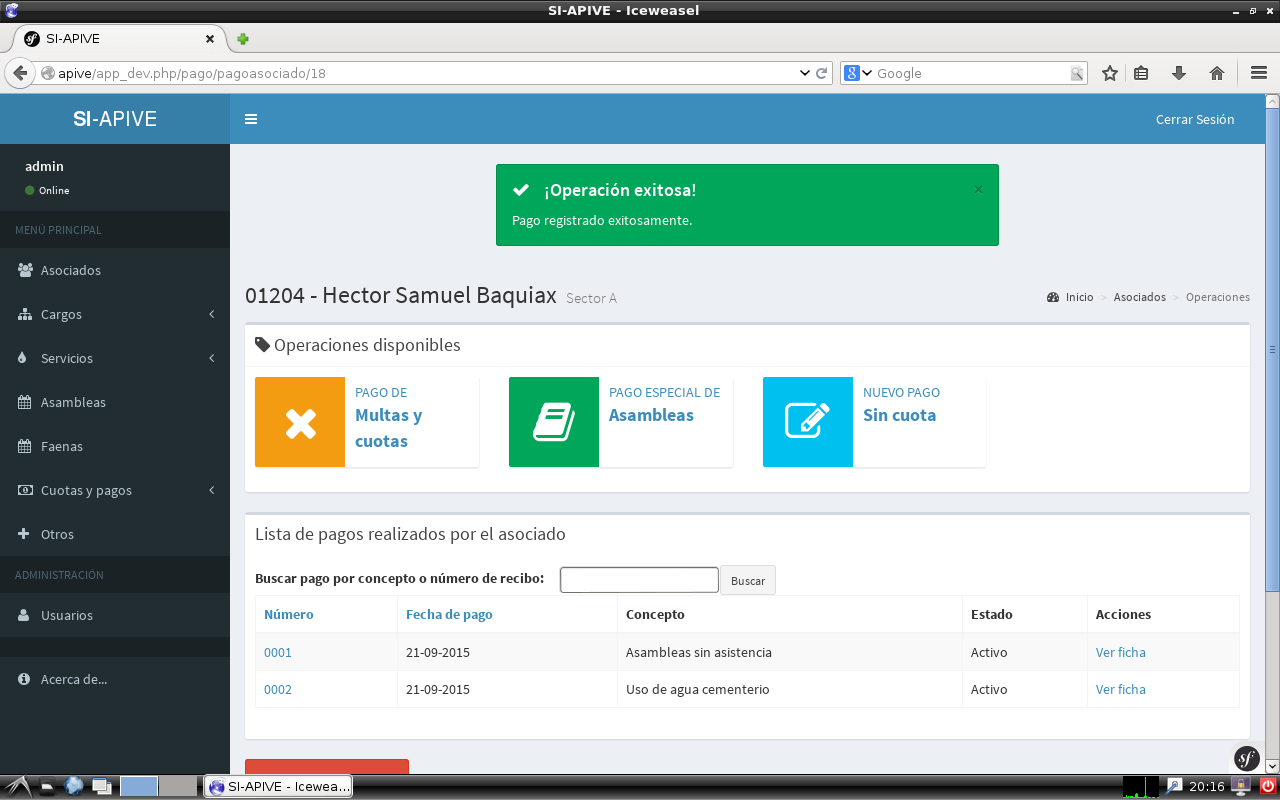 SI-APIVE - Iceweasel
SI-APIVE
apive/app_dev.php/pago/pagoasociado/18
Google
SI-APIVE
Cerrar Sesión
admin
Online
MENÚ PRINCIPAL
Asociados
Cargos
Servicios
Asambleas
Faenas
Cuotas y pagos
Otros
ADMINISTRACIÓN
Usuarios
Acerca de...
¡Operación exitosa!
×
Pago registrado exitosamente.
01204 - Hector Samuel Baquiax Sector A
Inicio > Asociados > Operaciones
Operaciones disponibles
PAGO DE
Multas y
cuotas
PAGO ESPECIAL DE
Asambleas
NUEVO PAGO
Sin cuota
Lista de pagos realizados por el asociado
Buscar pago por concepto o número de recibo: Buscar
Número Fecha de pago Concepto Estado Acciones
0001 21-09-2015 Asambleas sin asistencia Activo Ver ficha
0002 21-09-2015 Uso de agua cementerio Activo Ver ficha
SI-APIVE - Icewea...
20:16